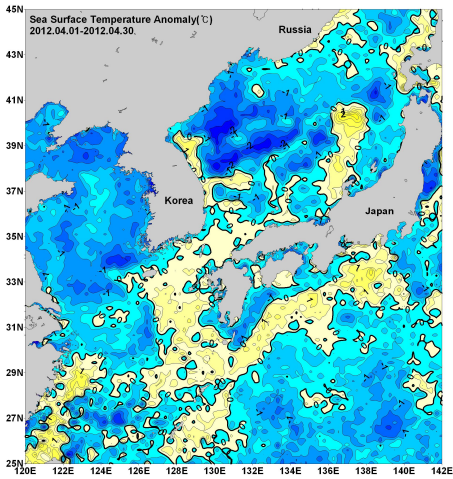 45N
Sea Surface Temperature Anomaly(℃)
2012.04.01-2012.04.30.
Russia
43N
41N
39N
37N
Korea
Japan
35N
33N
31N
29N
27N
25N
120E 122E 124E 126E 128E 130E 132E 134E 136E 138E 140E 142E